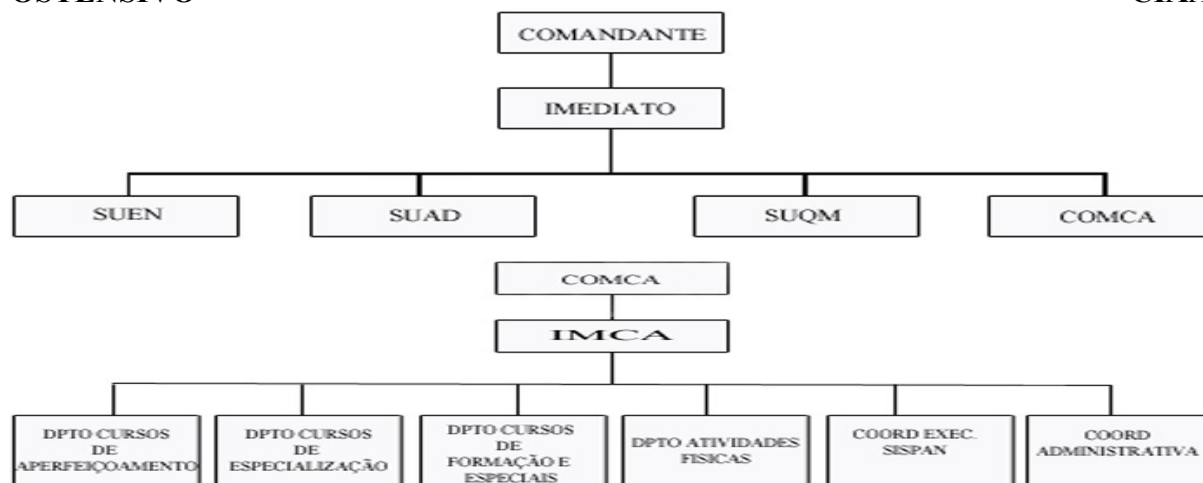 COMANDANTE
IMEDIATO
SUEN
SUAD
SUQM
COMCA
COMCA
IMCA
DPTO CURSOS
DE
APERFEIÇOAMENTO
DPTO CURSOS
DE
ESPECIALIZAÇÃO
DPTO CURSOS
DE
FORMAÇÃO E
ESPECIAIS
DPTO ATIVIDADES
FISICAS
COORD EXEC.
SISPAN
COORD
ADMINISTRATIVA